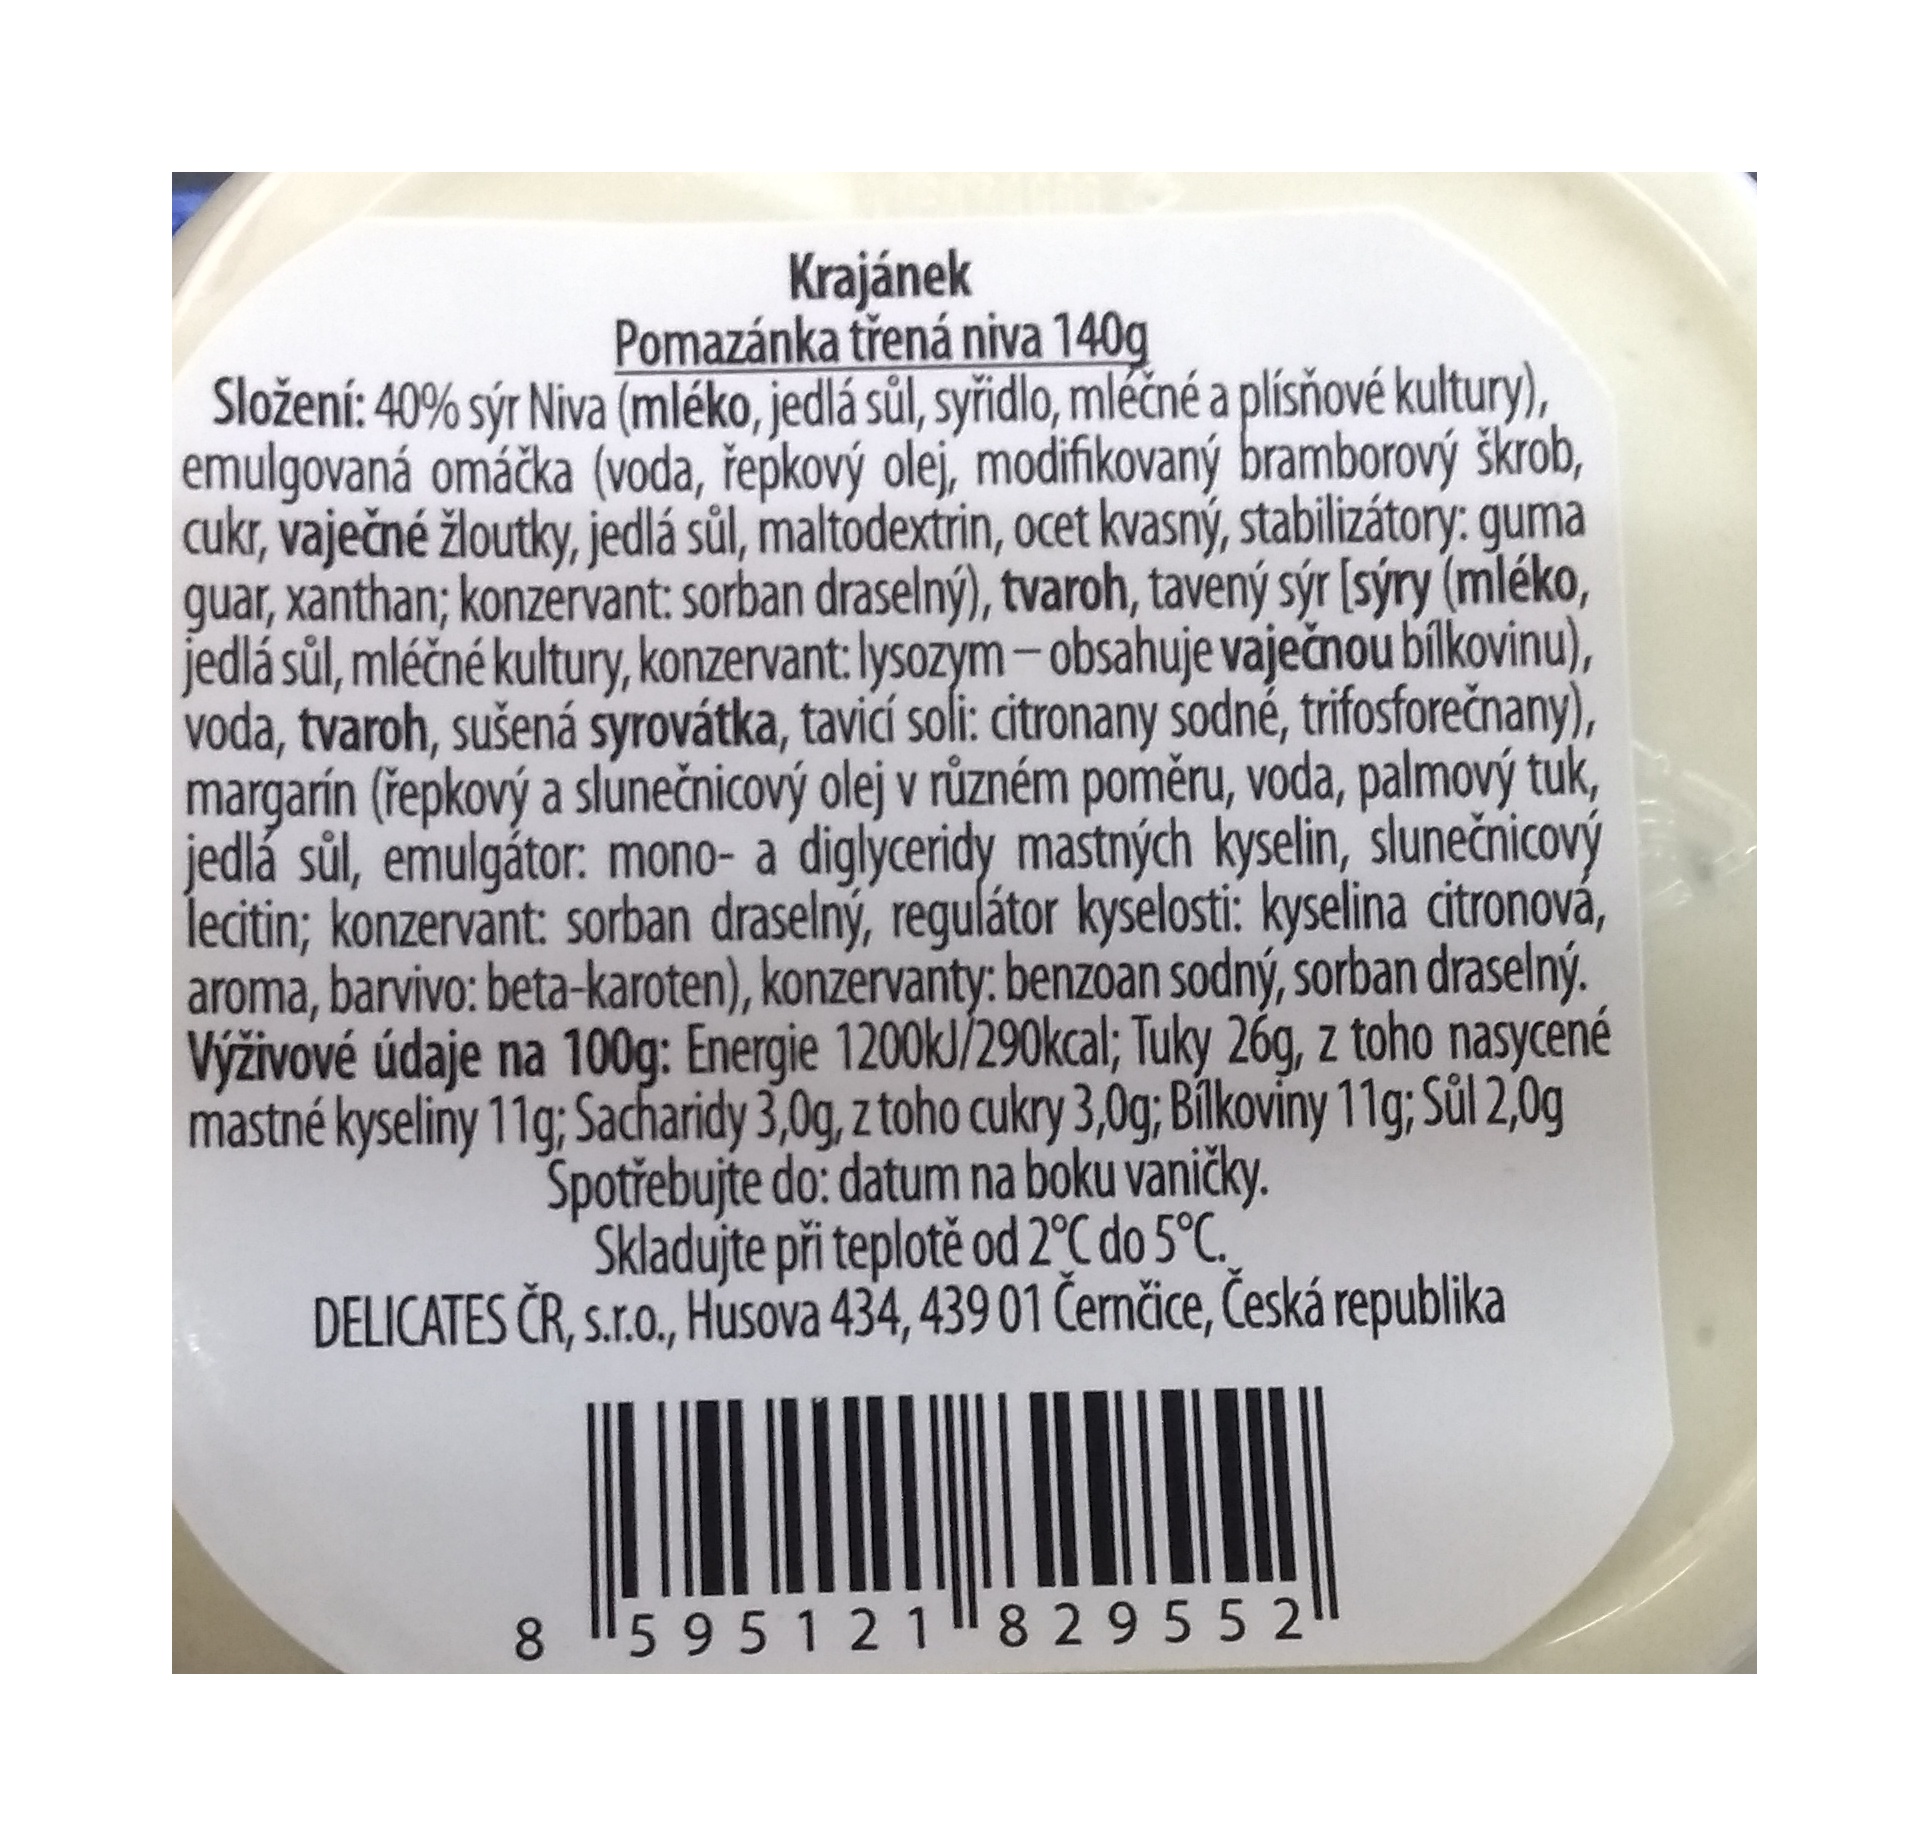 Krajánek
Pomazánka třená niva 140g
Složení: 40% sýr Niva (mléko, jedlá sůl, syřidlo, mléčné a plísňové kultury),
emulgovaná omáčka (voda, řepkový olej, modifikovaný bramborový škrob,
cukr, vaječné žloutky, jedlá sůl, maltodextrin, ocet kvasný, stabilizátory: guma
guar, xanthan; konzervant: sorban draselný), tvaroh, tavený sýr [sýry (mléko,
jedlá sůl, mléčné kultury, konzervant: lysozym – obsahuje vaječnou bílkovinu),
voda, tvaroh, sušená syrovátka, tavicí soli: citronany sodné, trifosforečnany),
margarín (řepkový a slunečnicový olej v různém poměru, voda, palmový tuk,
jedlá sůl, emulgátor: mono- a diglyceridy mastných kyselin, slunečnicový
lecitin; konzervant: sorban draselný, regulátor kyselosti: kyselina citronová,
aroma, barvivo: beta-karoten), konzervanty: benzoan sodný, sorban draselný.
Výživové údaje na 100g: Energie 1200kJ/290kcal; Tuky 26g, z toho nasycené
mastné kyseliny 11g; Sacharidy 3,0g, z toho cukry 3,0g; Bílkoviny 11g; Sůl 2,0g
Spotřebujte do: datum na boku vaničky.
Skladujte při teplotě od 2°C do 5°C.
DELICATES ČR, s.r.o., Husova 434, 439 01 Černčice, Česká republika
8 595121 829552